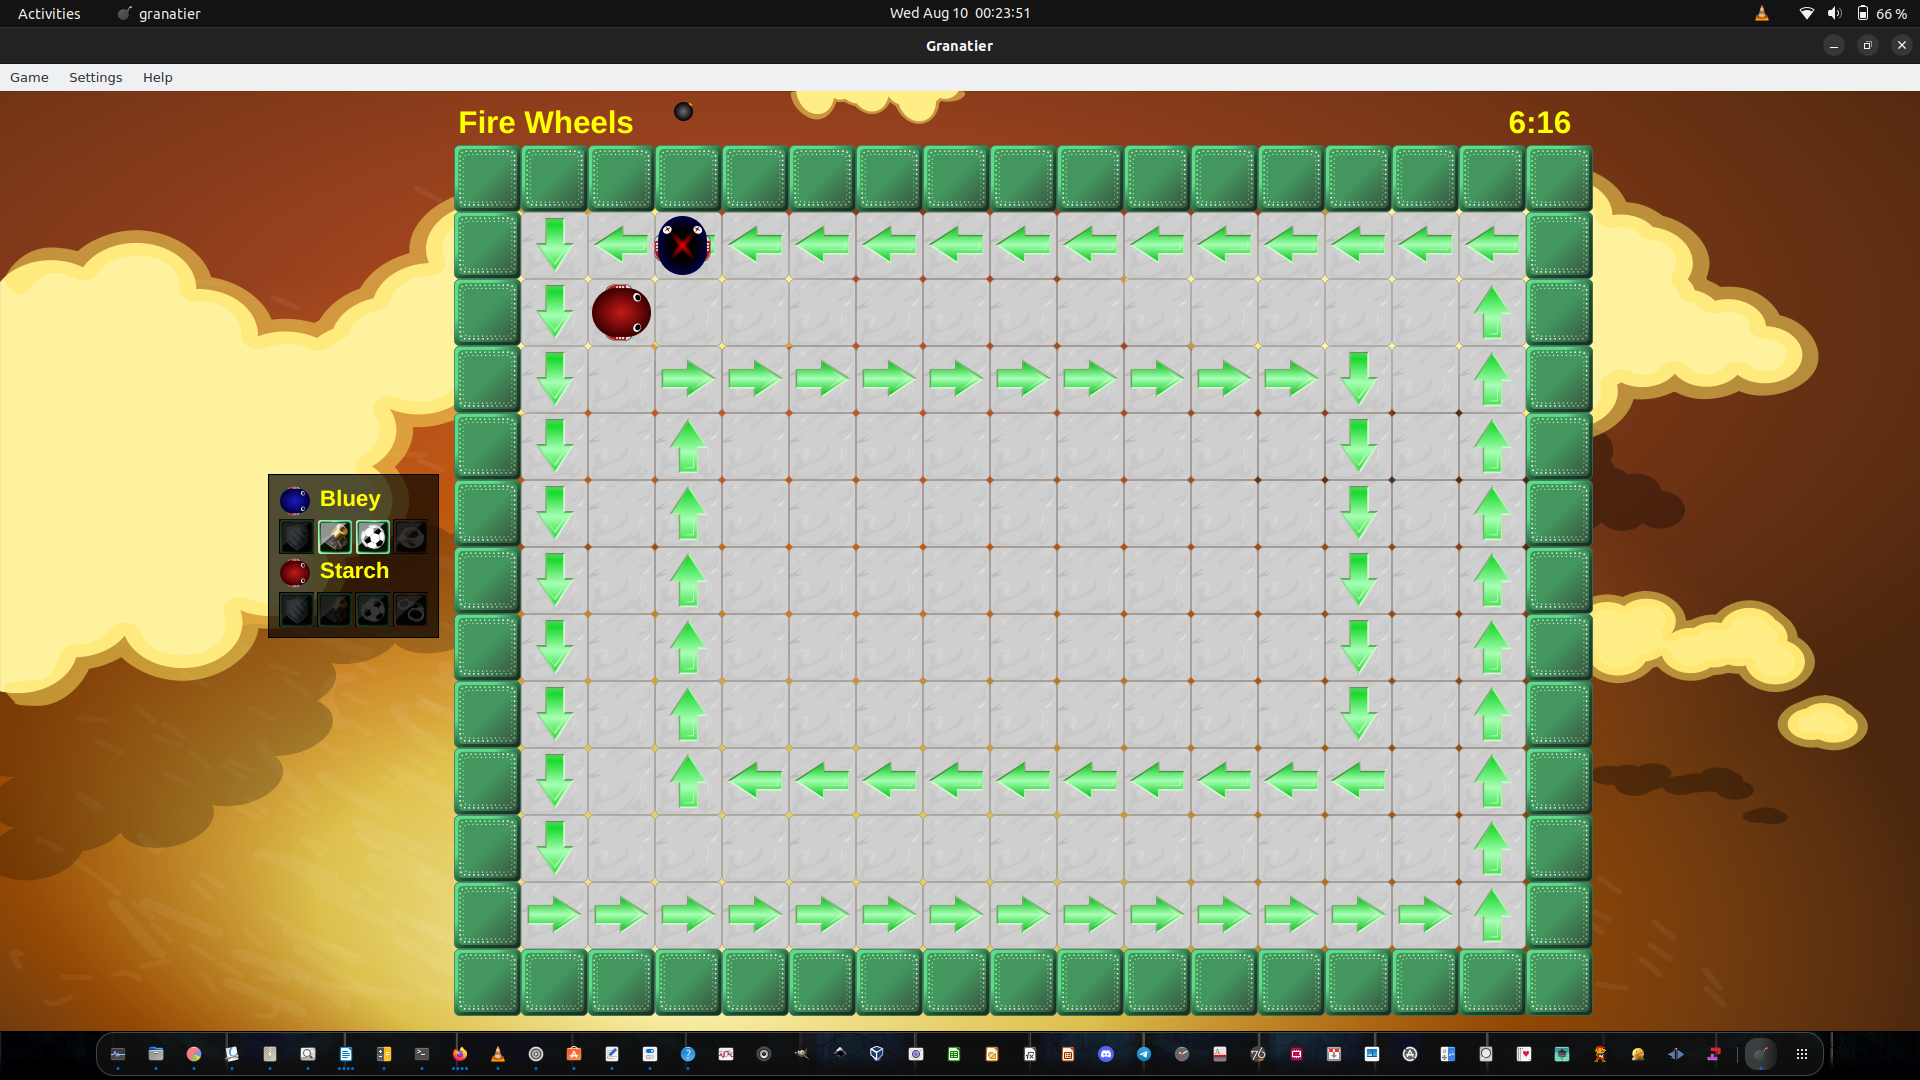 Activities
granatier
Wed Aug 10 00:23:51
66 %
Granatier
Game
Settings
Help
Fire Wheels
6:16
Bluey
Starch
76